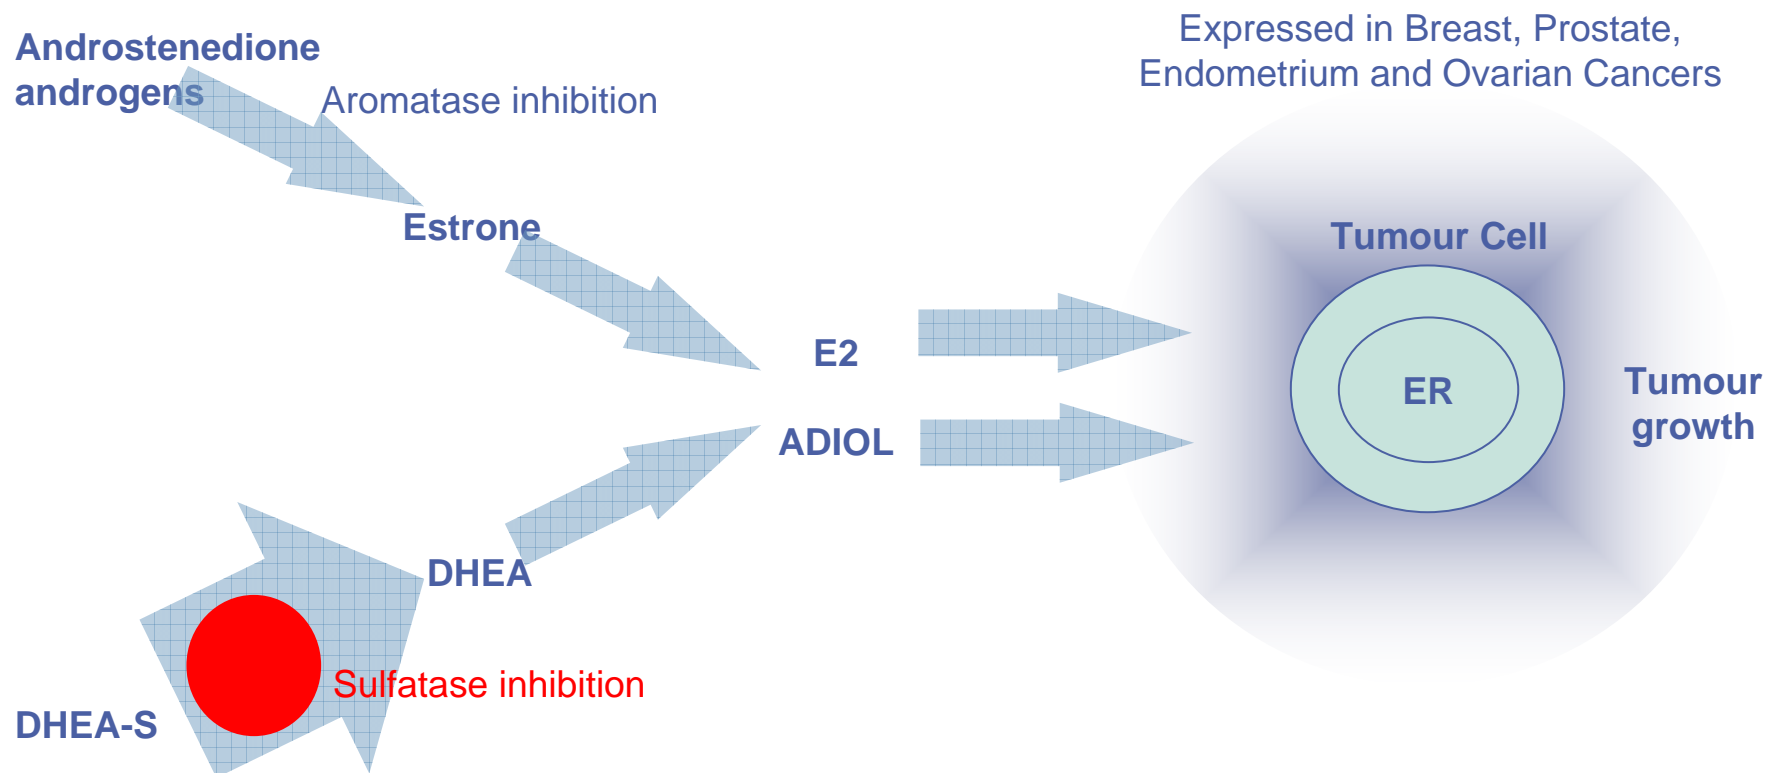 Androstenedione
androgens
Aromatase inhibition
Expressed in Breast, Prostate,
Endometrium and Ovarian Cancers
Estrone
Tumour Cell
E2
ER
Tumour
growth
ADIOL
DHEA
Sulfatase inhibition
DHEA-S